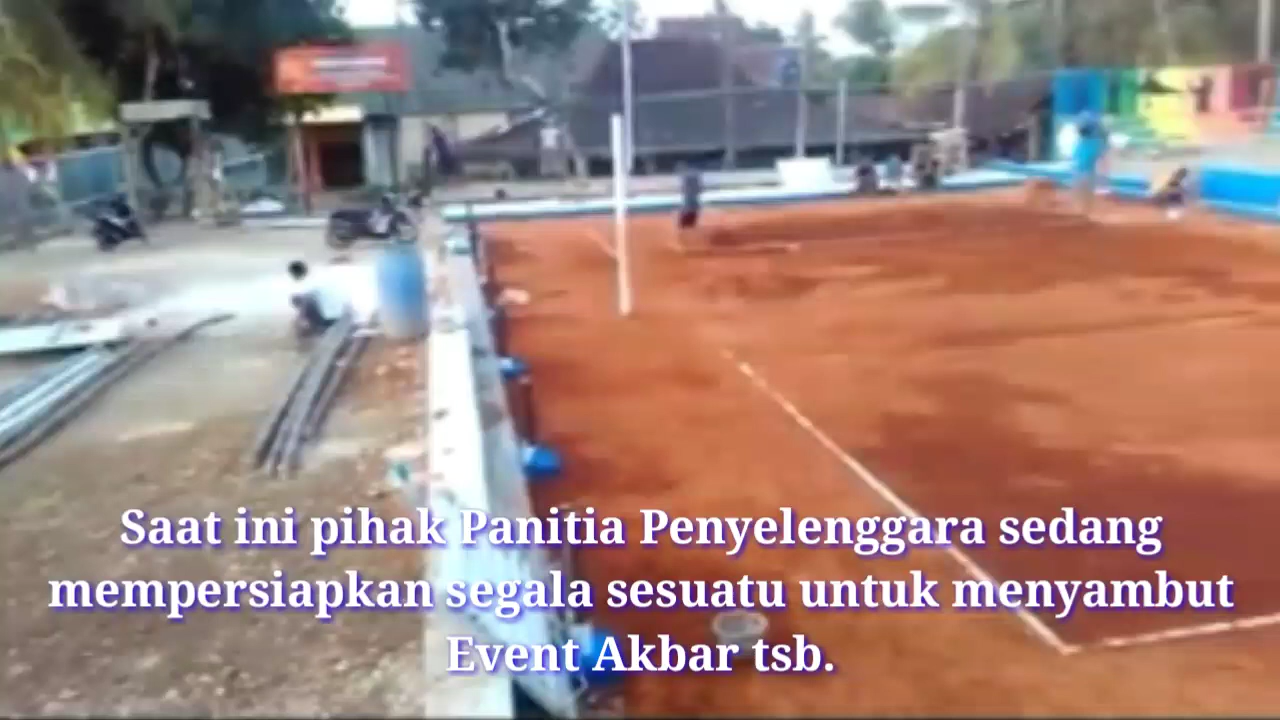 Saat ini pihak Panitia Penyelenggara sedang
mempersiapkan segala sesuatu untuk menyambut
Event Akbar tsb.